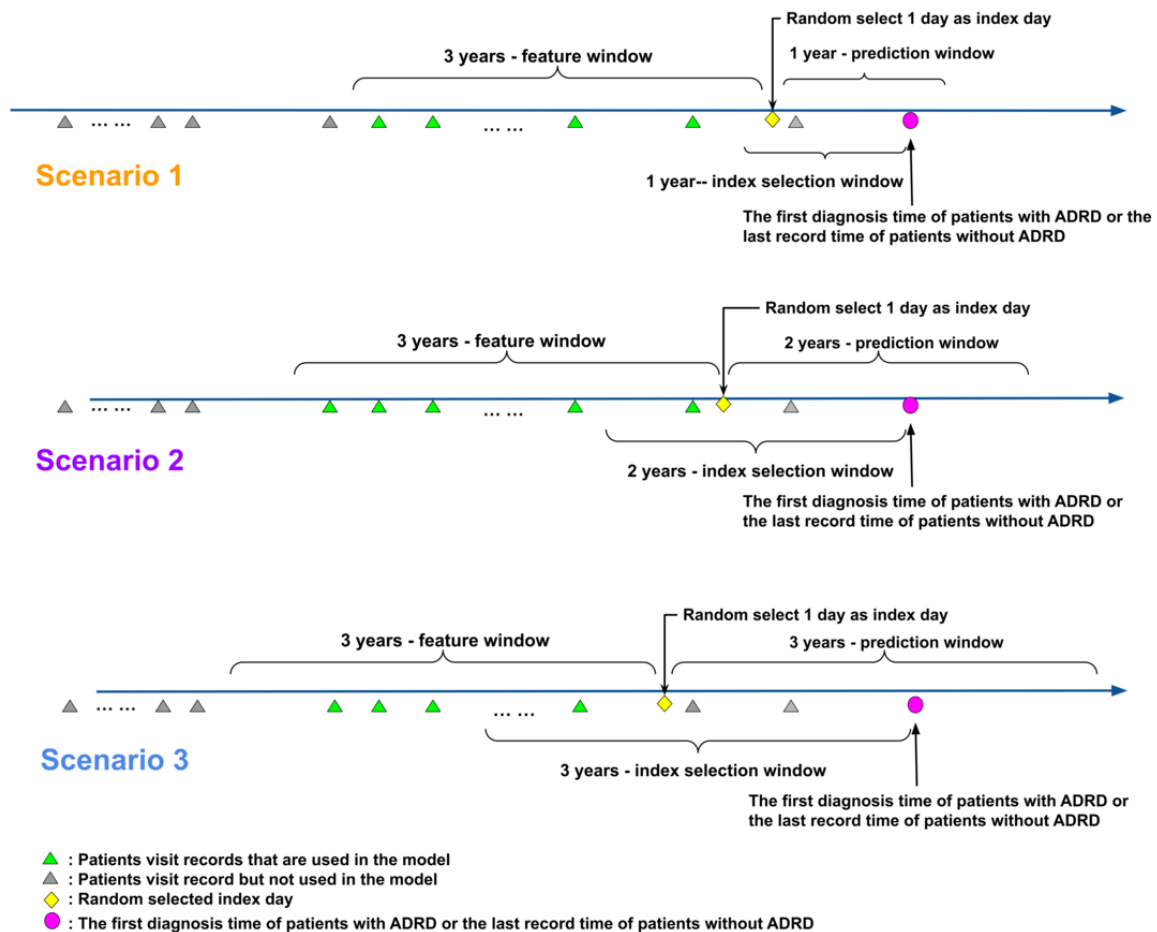 Random select 1 day as index day
3 years - feature window
1 year - prediction window
... ...
... ...
Scenario 1
1 year-- index selection window
The first diagnosis time of patients with ADRD or the
last record time of patients without ADRD
Random select 1 day as index day
3 years - feature window
2 years - prediction window
... ...
... ...
Scenario 2
2 years - index selection window
The first diagnosis time of patients with ADRD or
the last record time of patients without ADRD
Random select 1 day as index day
3 years - feature window
3 years - prediction window
... ...
... ...
Scenario 3
3 years - index selection window
The first diagnosis time of patients with ADRD or
the last record time of patients without ADRD
: Patients visit records that are used in the model
: Patients visit record but not used in the model
: Random selected index day
: The first diagnosis time of patients with ADRD or the last record time of patients without ADRD